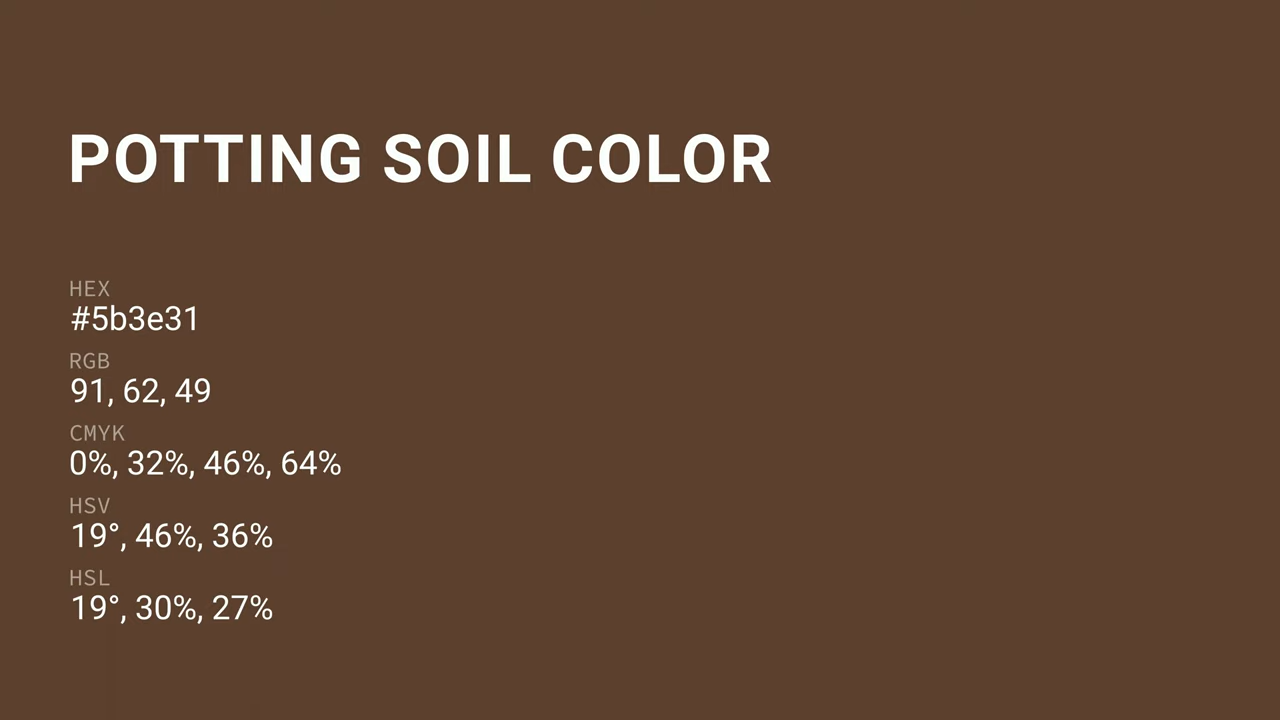 POTTING SOIL COLOR
HEX
#5b3e31
RGB
91, 62, 49
CMYK
0%, 32%, 46%, 64%
HSV
19°, 46%, 36%
HSL
19°, 30%, 27%